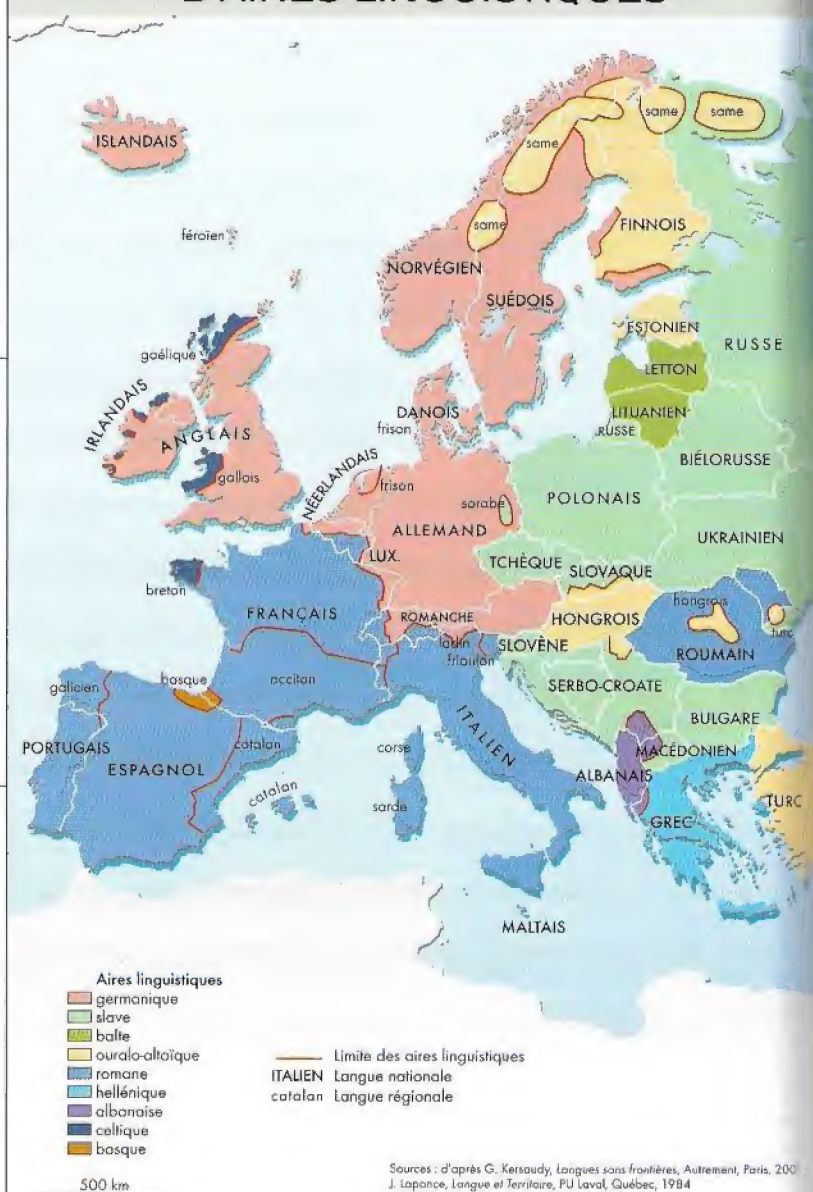 ISLANDAIS
same
same
same
féroïen
same
FINNOIS
NORVÉGIEN
SUÉDOIS
ESTONIEN
RUSSE
gaélique
LETTON
IRLANDAIS
DANOIS
LITUANIEN
frison
RUSSE
ANGLAIS
BIÉLORUSSE
NÉERLANDAIS
gallois
frison
sorabe
POLONAIS
ALLEMAND
UKRAINIEN
LUX.
TCHÈQUE
SLOVAQUE
breton
FRANÇAIS
ROMANCHE
HONGROIS
hongrois
turc
ladin
SLOVÈNE
frioulan
ROUMAIN
galicien
basque
occitan
SERBO-CROATE
BULGARE
PORTUGAIS
catalan
corse
ITALIEN
MACÉDONIEN
ESPAGNOL
ALBANAIS
catalan
sarde
TURC
GREC
MALTAIS
Aires linguistiques
germanique
slave
balte
ouralo-altaïque
romane
hellénique
albanaise
celtique
basque
Limite des aires linguistiques
ITALIEN Langue nationale
catalan Langue régionale
500 km
Sources : d'après G. Kersaudy, Langues sans frontières, Autrement, Paris, 200
J. Laponce, Langue et Territoire, PU Laval, Québec, 1984